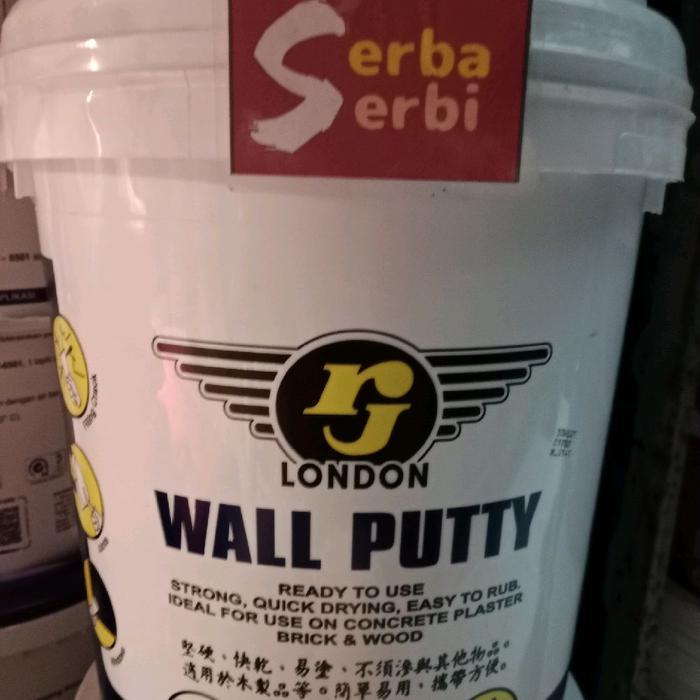 Serba
Serbi
rj
LONDON
WALL PUTTY
READY TO USE
STRONG, QUICK DRYING, EASY TO RUB.
IDEAL FOR USE ON CONCRETE PLASTER
BRICK & WOOD
堅硬、快乾、易塗、不須滲與其他物品。
適用於木製品等。簡單易用、攜帶方便。